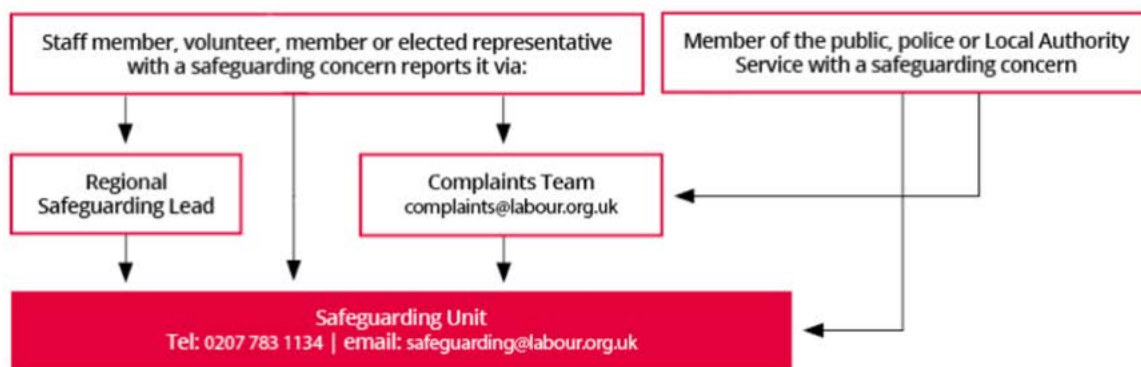 Staff member, volunteer, member or elected representative
with a safeguarding concern reports it via:
Member of the public, police or Local Authority
Service with a safeguarding concern
Regional
Safeguarding Lead
Complaints Team
complaints@labour.org.uk
Safeguarding Unit
Tel: 0207 783 1134 | email: safeguarding@labour.org.uk